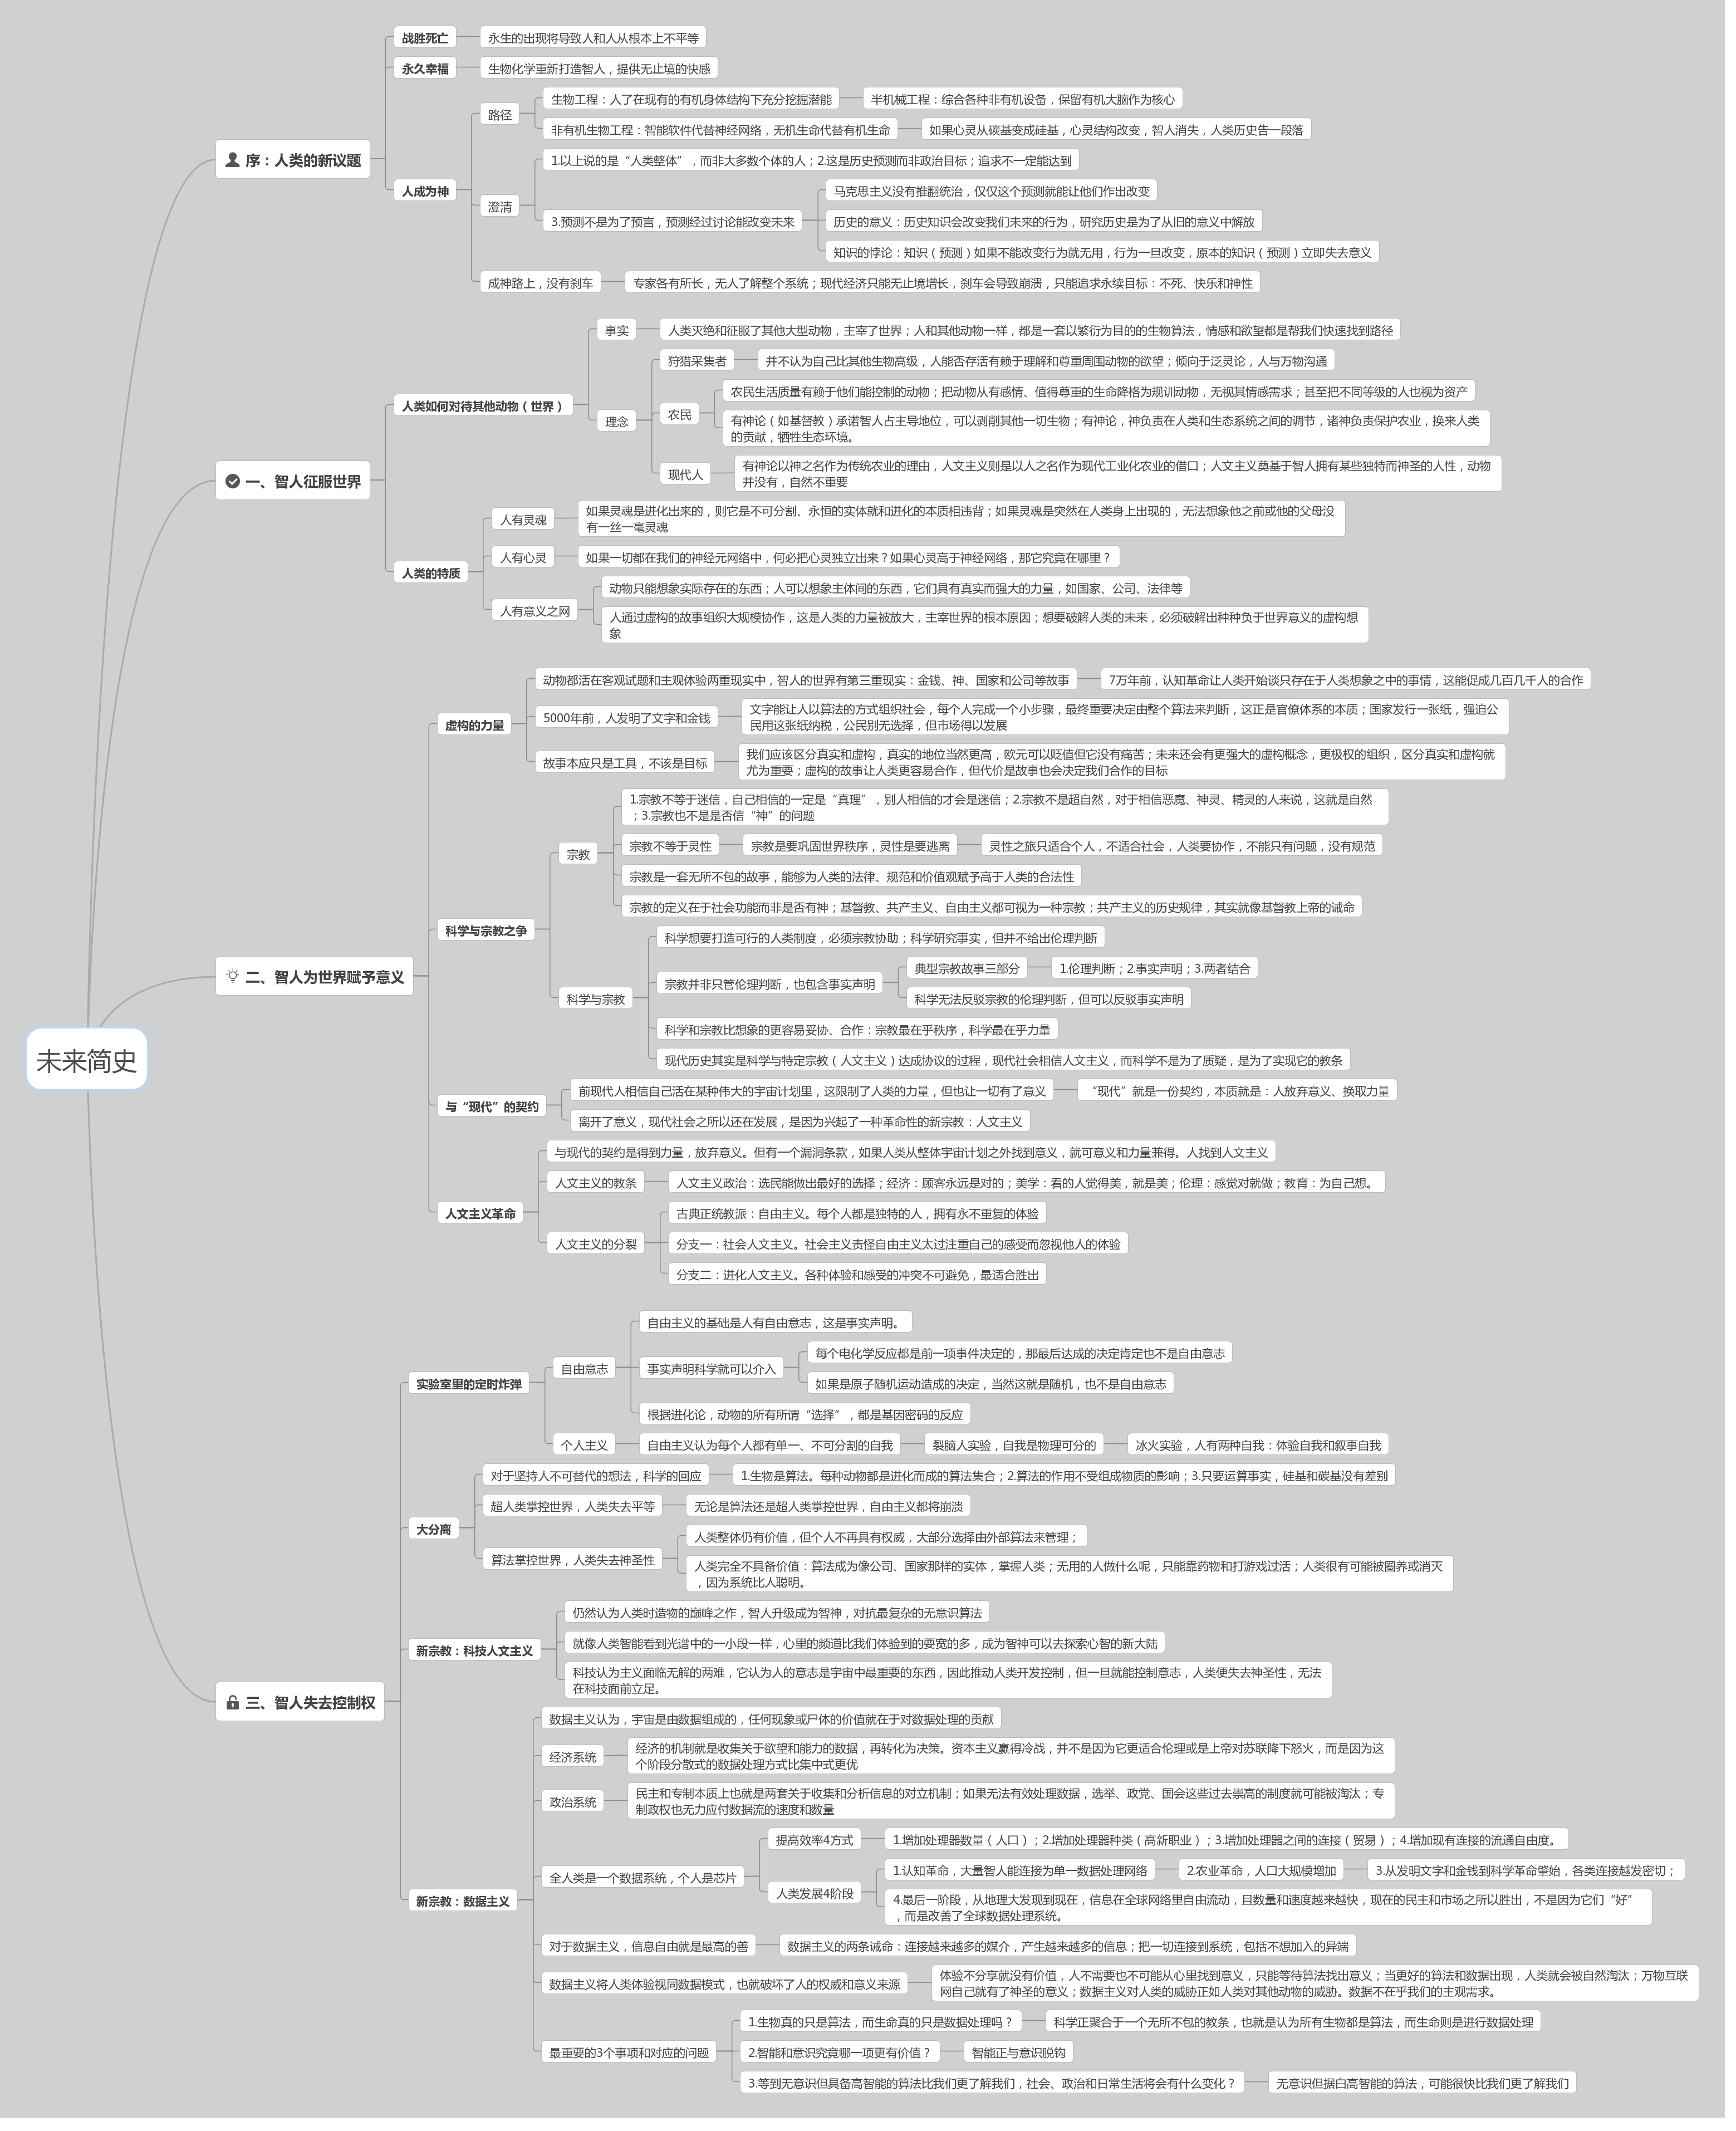 未来简史
序：人类的新议题
战胜死亡
永生的出现将导致人和人从根本上不平等
永久幸福
生物化学重新打造智人，提供无止境的快感
人成为神
路径
生物工程：人了在现有的有机身体结构下充分挖掘潜能
半机械工程：综合各种非有机设备，保留有机大脑作为核心
非有机生物工程：智能软件代替神经网络，无机生命代替有机生命
如果心灵从碳基变成硅基，心灵结构改变，智人消失，人类历史告一段落
澄清
1.以上说的是“人类整体”，而非大多数个体的人；2.这是历史预测而非政治目标；追求不一定能达到
3.预测不是为了预言，预测经过讨论能改变未来
马克思主义没有推翻统治，仅仅这个预测就能让他们作出改变
历史的意义：历史知识会改变我们未来的行为，研究历史是为了从旧的意义中解放
知识的悖论：知识（预测）如果不能改变行为就无用，行为一旦改变，原本的知识（预测）立即失去意义
成神路上，没有刹车
专家各有所长，无人了解整个系统；现代经济只能无止境增长，刹车会导致崩溃，只能追求永续目标：不死、快乐和神性
一、智人征服世界
人类如何对待其他动物（世界）
事实
人类灭绝和征服了其他大型动物，主宰了世界；人和其他动物一样，都是一套以繁衍为目的的生物算法，情感和欲望都是帮我们快速找到路径
理念
狩猎采集者
并不认为自己比其他生物高级，人能否存活有赖于理解和尊重周围动物的欲望；倾向于泛灵论，人与万物沟通
农民
农民生活质量有赖于他们能控制的动物；把动物从有感情、值得尊重的生命降格为规训动物，无视其情感需求；甚至把不同等级的人也视为资产
有神论（如基督教）承诺智人占主导地位，可以剥削其他一切生物；有神论，神负责在人类和生态系统之间的调节，诸神负责保护农业，换来人类
的贡献，牺牲生态环境。
现代人
有神论以神之名作为传统农业的理由，人文主义则是以人之名作为现代工业化农业的借口；人文主义奠基于智人拥有某些独特而神圣的人性，动物
并没有，自然不重要
人类的特质
人有灵魂
如果灵魂是进化出来的，则它是不可分割、永恒的实体就和进化的本质相违背；如果灵魂是突然在人类身上出现的，无法想象他之前或他的父母没
有一丝一毫灵魂
人有心灵
如果一切都在我们的神经元网络中，何必把心灵独立出来？如果心灵高于神经网络，那它究竟在哪里？
人有意义之网
动物只能想象实际存在的东西；人可以想象主体间的东西，它们具有真实而强大的力量，如国家、公司、法律等
人通过虚构的故事组织大规模协作，这是人类的力量被放大，主宰世界的根本原因；想要破解人类的未来，必须破解出种种负于世界意义的虚构想
象
二、智人为世界赋予意义
虚构的力量
动物都活在客观试题和主观体验两重现实中，智人的世界有第三重现实：金钱、神、国家和公司等故事
7万年前，认知革命让人类开始谈只存在于人类想象之中的事情，这能促成几百几千人的合作
5000年前，人发明了文字和金钱
文字能让人以算法的方式组织社会，每个人完成一个小步骤，最终重要决定由整个算法来判断，这正是官僚体系的本质；国家发行一张纸，强迫公
民用这张纸纳税，公民别无选择，但市场得以发展
故事本应只是工具，不该是目标
我们应该区分真实和虚构，真实的地位当然更高，欧元可以贬值但它没有痛苦；未来还会有更强大的虚构概念，更极权的组织，区分真实和虚构就
尤为重要；虚构的故事让人类更容易合作，但代价是故事也会决定我们合作的目标
科学与宗教之争
宗教
1.宗教不等于迷信，自己相信的一定是“真理”，别人相信的才会是迷信；2.宗教不是超自然，对于相信恶魔、神灵、精灵的人来说，这就是自然
；3.宗教也不是是否信“神”的问题
宗教不等于灵性
宗教是要巩固世界秩序，灵性是要逃离
灵性之旅只适合个人，不适合社会，人类要协作，不能只有问题，没有规范
宗教是一套无所不包的故事，能够为人类的法律、规范和价值观赋予高于人类的合法性
宗教的定义在于社会功能而非是否有神；基督教、共产主义、自由主义都可视为一种宗教；共产主义的历史规律，其实就像基督教上帝的诫命
科学与宗教
科学想要打造可行的人类制度，必须宗教协助；科学研究事实，但并不给出伦理判断
宗教并非只管伦理判断，也包含事实声明
典型宗教故事三部分
1.伦理判断；2.事实声明；3.两者结合
科学无法反驳宗教的伦理判断，但可以反驳事实声明
科学和宗教比想象的更容易妥协、合作：宗教最在乎秩序，科学最在乎力量
现代历史其实是科学与特定宗教（人文主义）达成协议的过程，现代社会相信人文主义，而科学不是为了质疑，是为了实现它的教条
与“现代”的契约
前现代人相信自己活在某种伟大的宇宙计划里，这限制了人类的力量，但也让一切有了意义
“现代”就是一份契约，本质就是：人放弃意义、换取力量
离开了意义，现代社会之所以还在发展，是因为兴起了一种革命性的新宗教：人文主义
人文主义革命
与现代的契约是得到力量，放弃意义。但有一个漏洞条款，如果人类从整体宇宙计划之外找到意义，就可意义和力量兼得。人找到人文主义
人文主义的教条
人文主义政治：选民能做出最好的选择；经济：顾客永远是对的；美学：看的人觉得美，就是美；伦理：感觉对就做；教育：为自己想。
人文主义的分裂
古典正统教派：自由主义。每个人都是独特的人，拥有永不重复的体验
分支一：社会人文主义。社会主义责怪自由主义太过注重自己的感受而忽视他人的体验
分支二：进化人文主义。各种体验和感受的冲突不可避免，最适合胜出
三、智人失去控制权
实验室里的定时炸弹
自由意志
自由主义的基础是人有自由意志，这是事实声明。
事实声明科学就可以介入
每个电化学反应都是前一项事件决定的，那最后达成的决定肯定也不是自由意志
如果是原子随机运动造成的决定，当然这就是随机，也不是自由意志
根据进化论，动物的所有所谓“选择”，都是基因密码的反应
个人主义
自由主义认为每个人都有单一、不可分割的自我
裂脑人实验，自我是物理可分的
冰火实验，人有两种自我：体验自我和叙事自我
大分离
对于坚持人不可替代的想法，科学的回应
1.生物是算法。每种动物都是进化而成的算法集合；2.算法的作用不受组成物质的影响；3.只要运算事实，硅基和碳基没有差别
超人类掌控世界，人类失去平等
无论是算法还是超人类掌控世界，自由主义都将崩溃
算法掌控世界，人类失去神圣性
人类整体仍有价值，但个人不再具有权威，大部分选择由外部算法来管理；
人类完全不具备价值：算法成为像公司、国家那样的实体，掌握人类；无用的人做什么呢，只能靠药物和打游戏过活；人类很有可能被圈养或消灭
，因为系统比人聪明。
新宗教：科技人文主义
仍然认为人类时造物的巅峰之作，智人升级成为智神，对抗最复杂的无意识算法
就像人类智能看到光谱中的一小段一样，心里的频道比我们体验到的要宽的多，成为智神可以去探索心智的新大陆
科技认为主义面临无解的两难，它认为人的意志是宇宙中最重要的东西，因此推动人类开发控制，但一旦就能控制意志，人类便失去神圣性，无法
在科技面前立足。
新宗教：数据主义
数据主义认为，宇宙是由数据组成的，任何现象或尸体的价值就在于对数据处理的贡献
经济系统
经济的机制就是收集关于欲望和能力的数据，再转化为决策。资本主义赢得冷战，并不是因为它更适合伦理或是上帝对苏联降下怒火，而是因为这
个阶段分散式的数据处理方式比集中式更优
政治系统
民主和专制本质上也就是两套关于收集和分析信息的对立机制；如果无法有效处理数据，选举、政党、国会这些过去崇高的制度就可能被淘汰；专
制政权也无力应付数据流的速度和数量
全人类是一个数据系统，个人是芯片
提高效率4方式
1.增加处理器数量（人口）；2.增加处理器种类（高新职业）；3.增加处理器之间的连接（贸易）；4.增加现有连接的流通自由度。
人类发展4阶段
1.认知革命，大量智人能连接为单一数据处理网络
2.农业革命，人口大规模增加
3.从发明文字和金钱到科学革命肇始，各类连接越发密切；
4.最后一阶段，从地理大发现到现在，信息在全球网络里自由流动，且数量和速度越来越快，现在的民主和市场之所以胜出，不是因为它们“好”
，而是改善了全球数据处理系统。
对于数据主义，信息自由就是最高的善
数据主义的两条诫命：连接越来越多的媒介，产生越来越多的信息；把一切连接到系统，包括不想加入的异端
数据主义将人类体验视同数据模式，也就破坏了人的权威和意义来源
体验不分享就没有价值，人不需要也不可能从心里找到意义，只能等待算法找出意义；当更好的算法和数据出现，人类就会被自然淘汰；万物互联
网自己就有了神圣的意义；数据主义对人类的威胁正如人类对其他动物的威胁。数据不在乎我们的主观需求。
最重要的3个事项和对应的问题
1.生物真的只是算法，而生命真的只是数据处理吗？
科学正聚合于一个无所不包的教条，也就是认为所有生物都是算法，而生命则是进行数据处理
2.智能和意识究竟哪一项更有价值？
智能正与意识脱钩
3.等到无意识但具备高智能的算法比我们更了解我们，社会、政治和日常生活将会有什么变化？
无意识但据白高智能的算法，可能很快比我们更了解我们